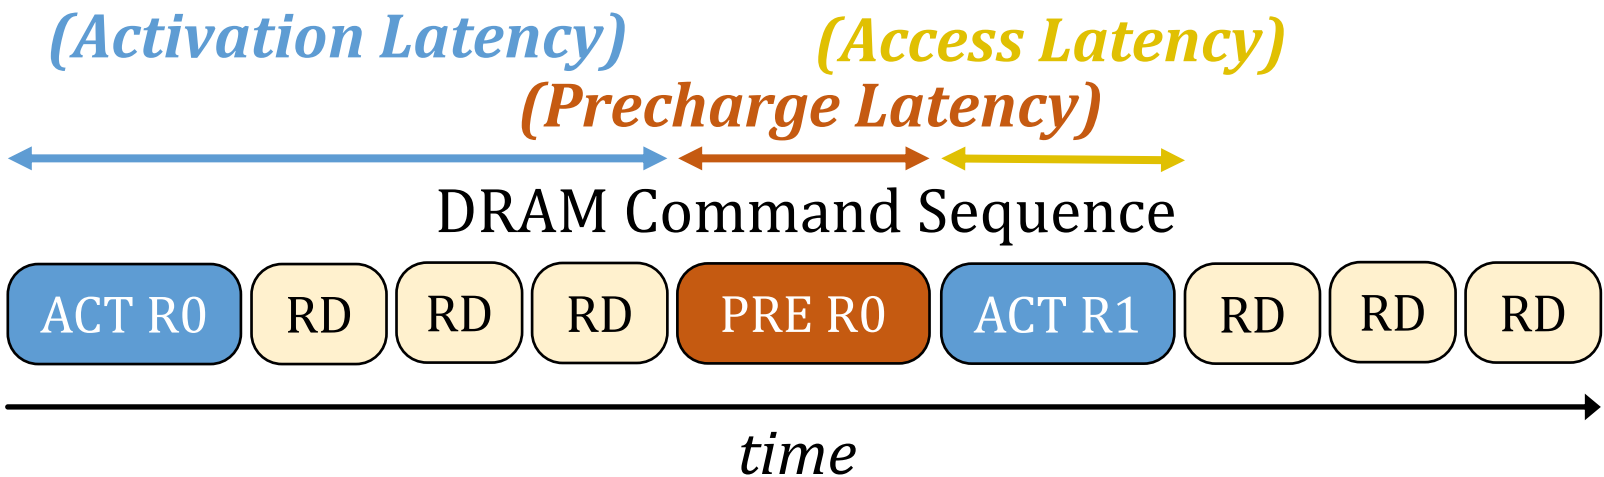 (Activation Latency)
(Access Latency)
(Precharge Latency)
DRAM Command Sequence
ACT R0 RD RD RD PRE R0 ACT R1 RD RD RD
time